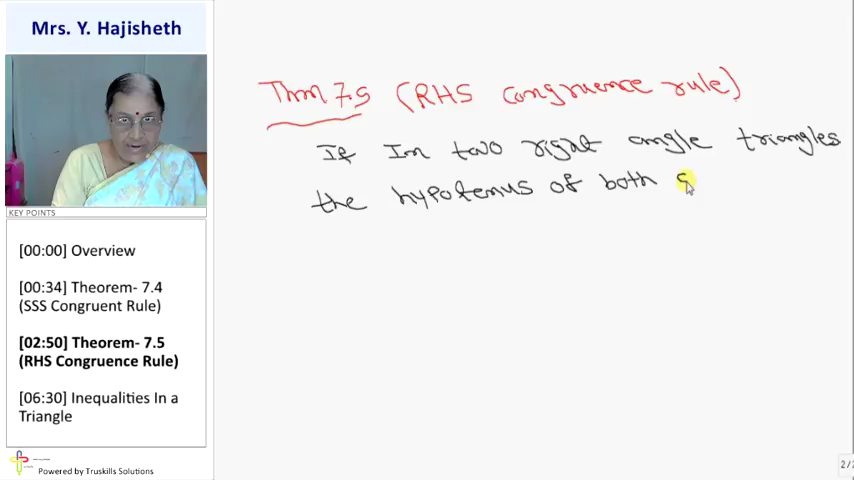 Mrs. Y. Hajisheth
KEY POINTS
[00:00] Overview
[00:34] Theorem- 7.4
(SSS Congruent Rule)
[02:50] Theorem- 7.5
(RHS Congruence Rule)
[06:30] Inequalities In a
Triangle
Powered by Truskills Solutions
Thm 7.5 (RHS congruence rule)
If In two right angle triangles
the hypotenus of both
2/2